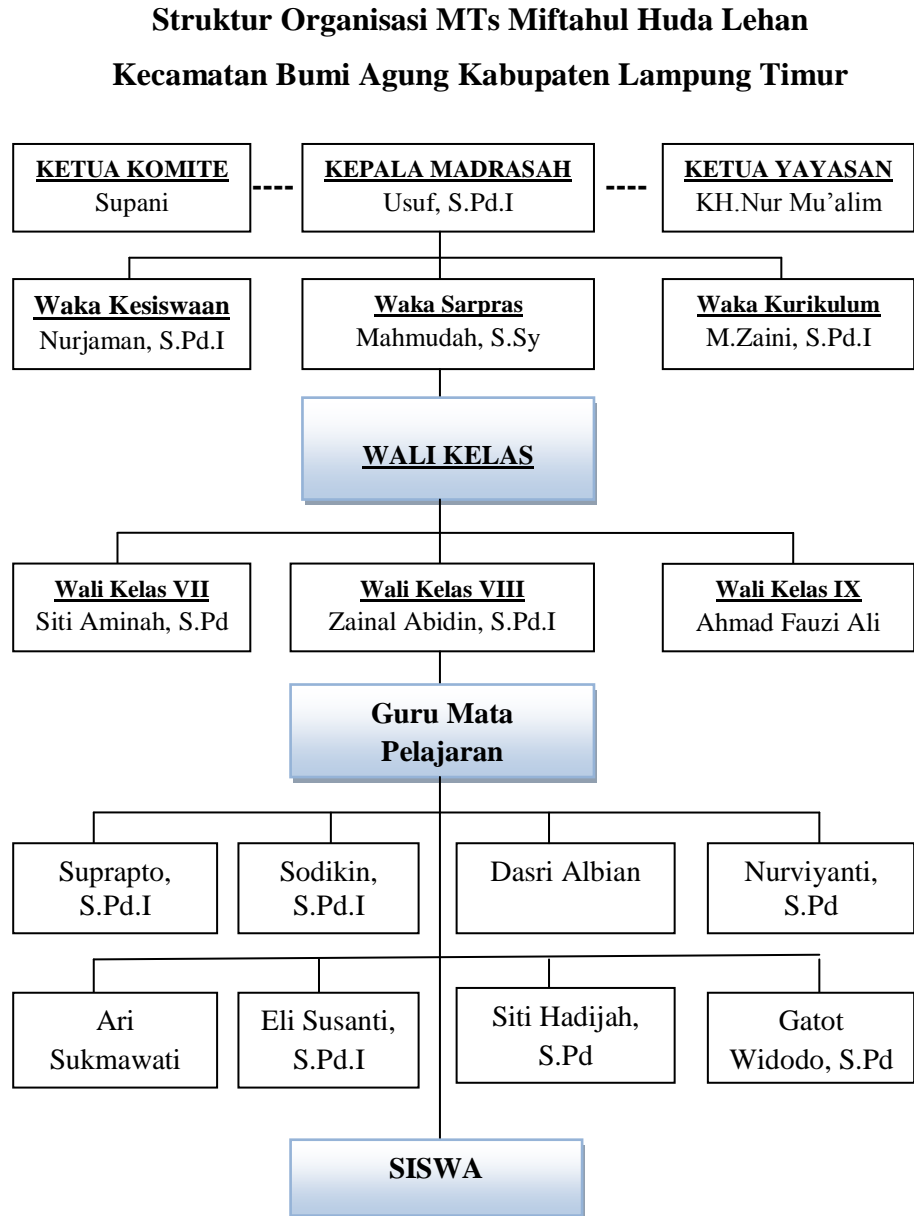 Struktur Organisasi MTs Miftahul Huda Lehan
Kecamatan Bumi Agung Kabupaten Lampung Timur
KETUA KOMITE
Supani
KEPALA MADRASAH
Usuf, S.Pd.I
KETUA YAYASAN
KH.Nur Mu’alim
Waka Kesiswaan
Nurjaman, S.Pd.I
Waka Sarpras
Mahmudah, S.Sy
Waka Kurikulum
M.Zaini, S.Pd.I
WALI KELAS
Wali Kelas VII
Siti Aminah, S.Pd
Wali Kelas VIII
Zainal Abidin, S.Pd.I
Wali Kelas IX
Ahmad Fauzi Ali
Guru Mata
Pelajaran
Suprapto,
S.Pd.I
Sodikin,
S.Pd.I
Dasri Albian
Nurviyanti,
S.Pd
Ari
Sukmawati
Eli Susanti,
S.Pd.I
Siti Hadijah,
S.Pd
Gatot
Widodo, S.Pd
SISWA